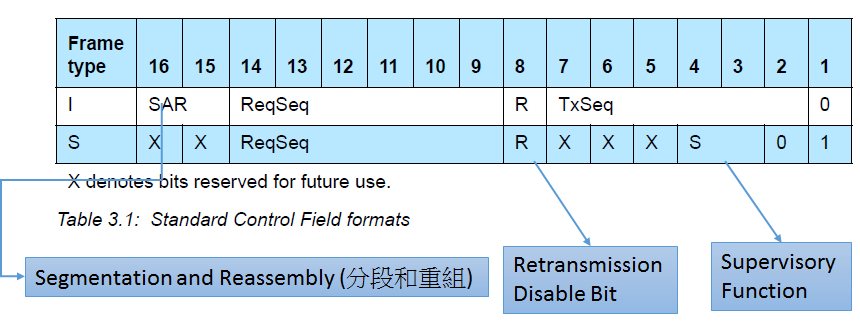 Frame type 16 15 14 13 12 11 10 9 8 7 6 5 4 3 2 1
I SAR ReqSeq R TxSeq 0
S X X ReqSeq R X X X S 0 1
X denotes bits reserved for future use.
Table 3.1: Standard Control Field formats
Segmentation and Reassembly (分段和重組)
Retransmission
Disable Bit
Supervisory
Function